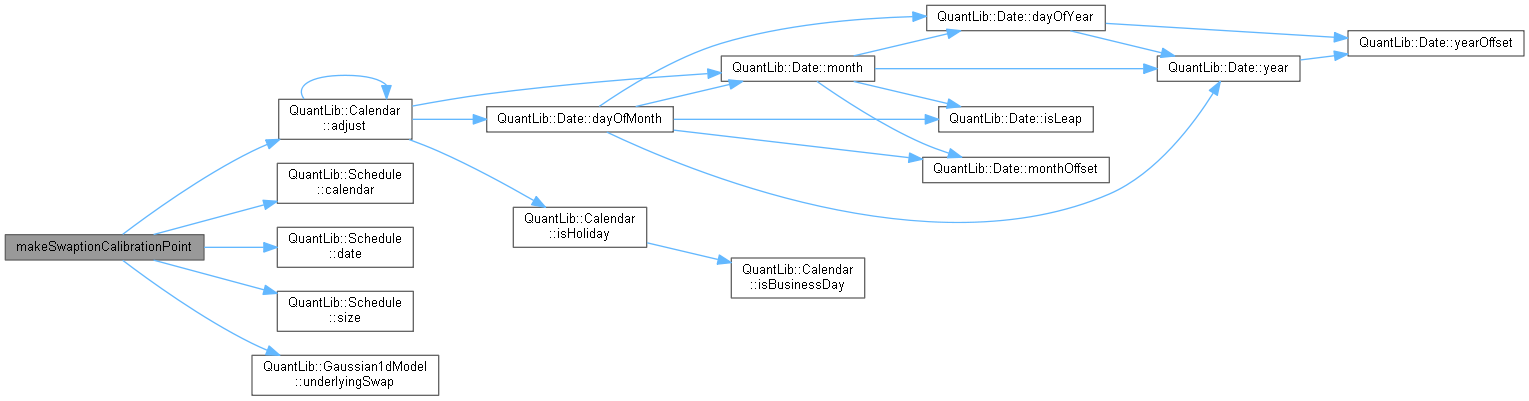 makeSwaptionCalibrationPoint
QuantLib::Calendar
::adjust
QuantLib::Schedule
::calendar
QuantLib::Schedule
::date
QuantLib::Schedule
::size
QuantLib::Gaussian1dModel
::underlyingSwap
QuantLib::Date::dayOfMonth
QuantLib::Calendar
::isHoliday
QuantLib::Date::month
QuantLib::Calendar
::isBusinessDay
QuantLib::Date::dayOfYear
QuantLib::Date::isLeap
QuantLib::Date::monthOffset
QuantLib::Date::year
QuantLib::Date::yearOffset